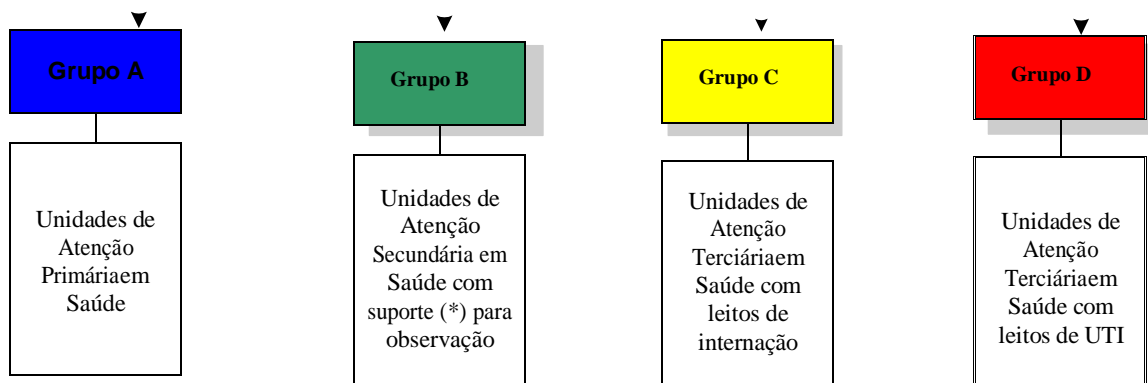 Grupo A
Unidades de
Atenção
Primáriaem
Saúde
Grupo B
Unidades de
Atenção
Secundária em
Saúde com
suporte (*) para
observação
Grupo C
Unidades de
Atenção
Terciáriaem
Saúde com
leitos de
internação
Grupo D
Unidades de
Atenção
Terciáriaem
Saúde com
leitos de UTI